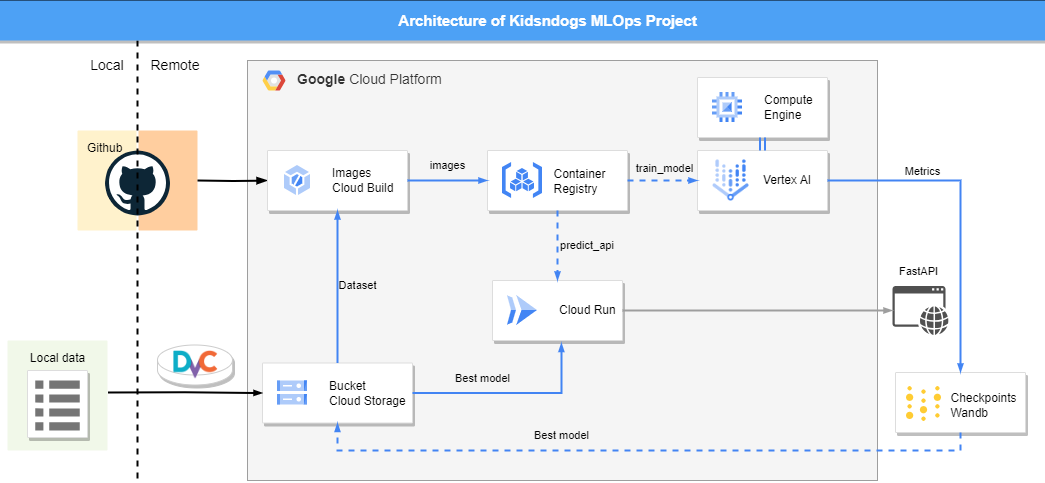 Architecture of Kidsndogs MLOps Project
Local
Remote
Google Cloud Platform
Compute
Engine
Github
Images
Cloud Build
images
Container
Registry
train_model
Vertex AI
Metrics
predict_api
FastAPI
Dataset
Cloud Run
Local data
DVC
Bucket
Cloud Storage
Best model
Checkpoints
Wandb
Best model